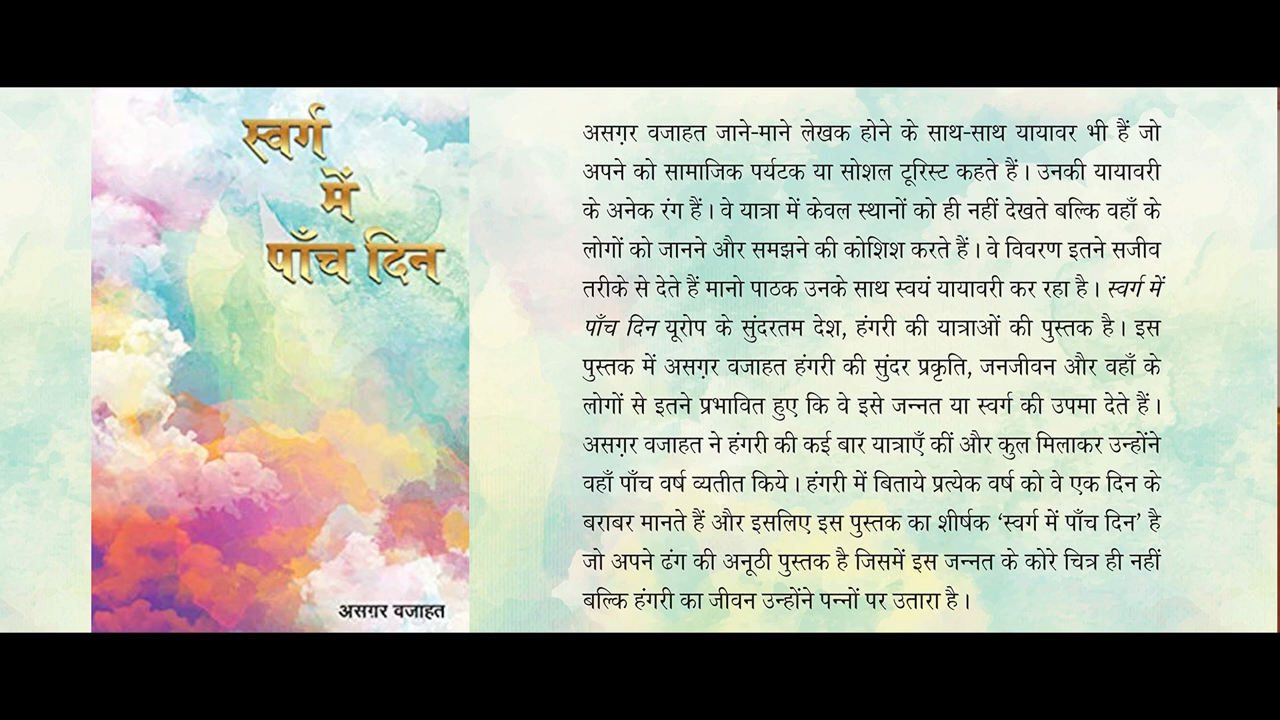 स्वर्ग
में
पाँच दिन
असग़र वजाहत
असग़र वजाहत जाने-माने लेखक होने के साथ-साथ यायावर भी हैं जो
अपने को सामाजिक पर्यटक या सोशल टूरिस्ट कहते हैं। उनकी यायावरी
के अनेक रंग हैं। वे यात्रा में केवल स्थानों को ही नहीं देखते बल्कि वहाँ के
लोगों को जानने और समझने की कोशिश करते हैं। वे विवरण इतने सजीव
तरीके से देते हैं मानो पाठक उनके साथ स्वयं यायावरी कर रहा है। स्वर्ग में
पाँच दिन यूरोप के सुंदरतम देश, हंगरी की यात्राओं की पुस्तक है। इस
पुस्तक में असग़र वजाहत हंगरी की सुंदर प्रकृति, जनजीवन और वहाँ के
लोगों से इतने प्रभावित हुए कि वे इसे जन्नत या स्वर्ग की उपमा देते हैं।
असग़र वजाहत ने हंगरी की कई बार यात्राएँ कीं और कुल मिलाकर उन्होंने
वहाँ पाँच वर्ष व्यतीत किये। हंगरी में बिताये प्रत्येक वर्ष को वे एक दिन के
बराबर मानते हैं और इसलिए इस पुस्तक का शीर्षक ‘स्वर्ग में पाँच दिन’ है
जो अपने ढंग की अनूठी पुस्तक है जिसमें इस जन्नत के कोरे चित्र ही नहीं
बल्कि हंगरी का जीवन उन्होंने पन्नों पर उतारा है।